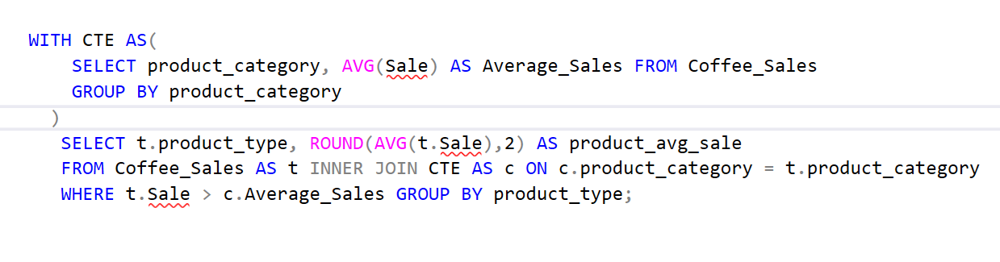 WITH CTE AS(
SELECT product_category, AVG(Sale) AS Average_Sales FROM Coffee_Sales
GROUP BY product_category
)
SELECT t.product_type, ROUND(AVG(t.Sale),2) AS product_avg_sale
FROM Coffee_Sales AS t INNER JOIN CTE AS c ON c.product_category = t.product_category
WHERE t.Sale > c.Average_Sales GROUP BY product_type;